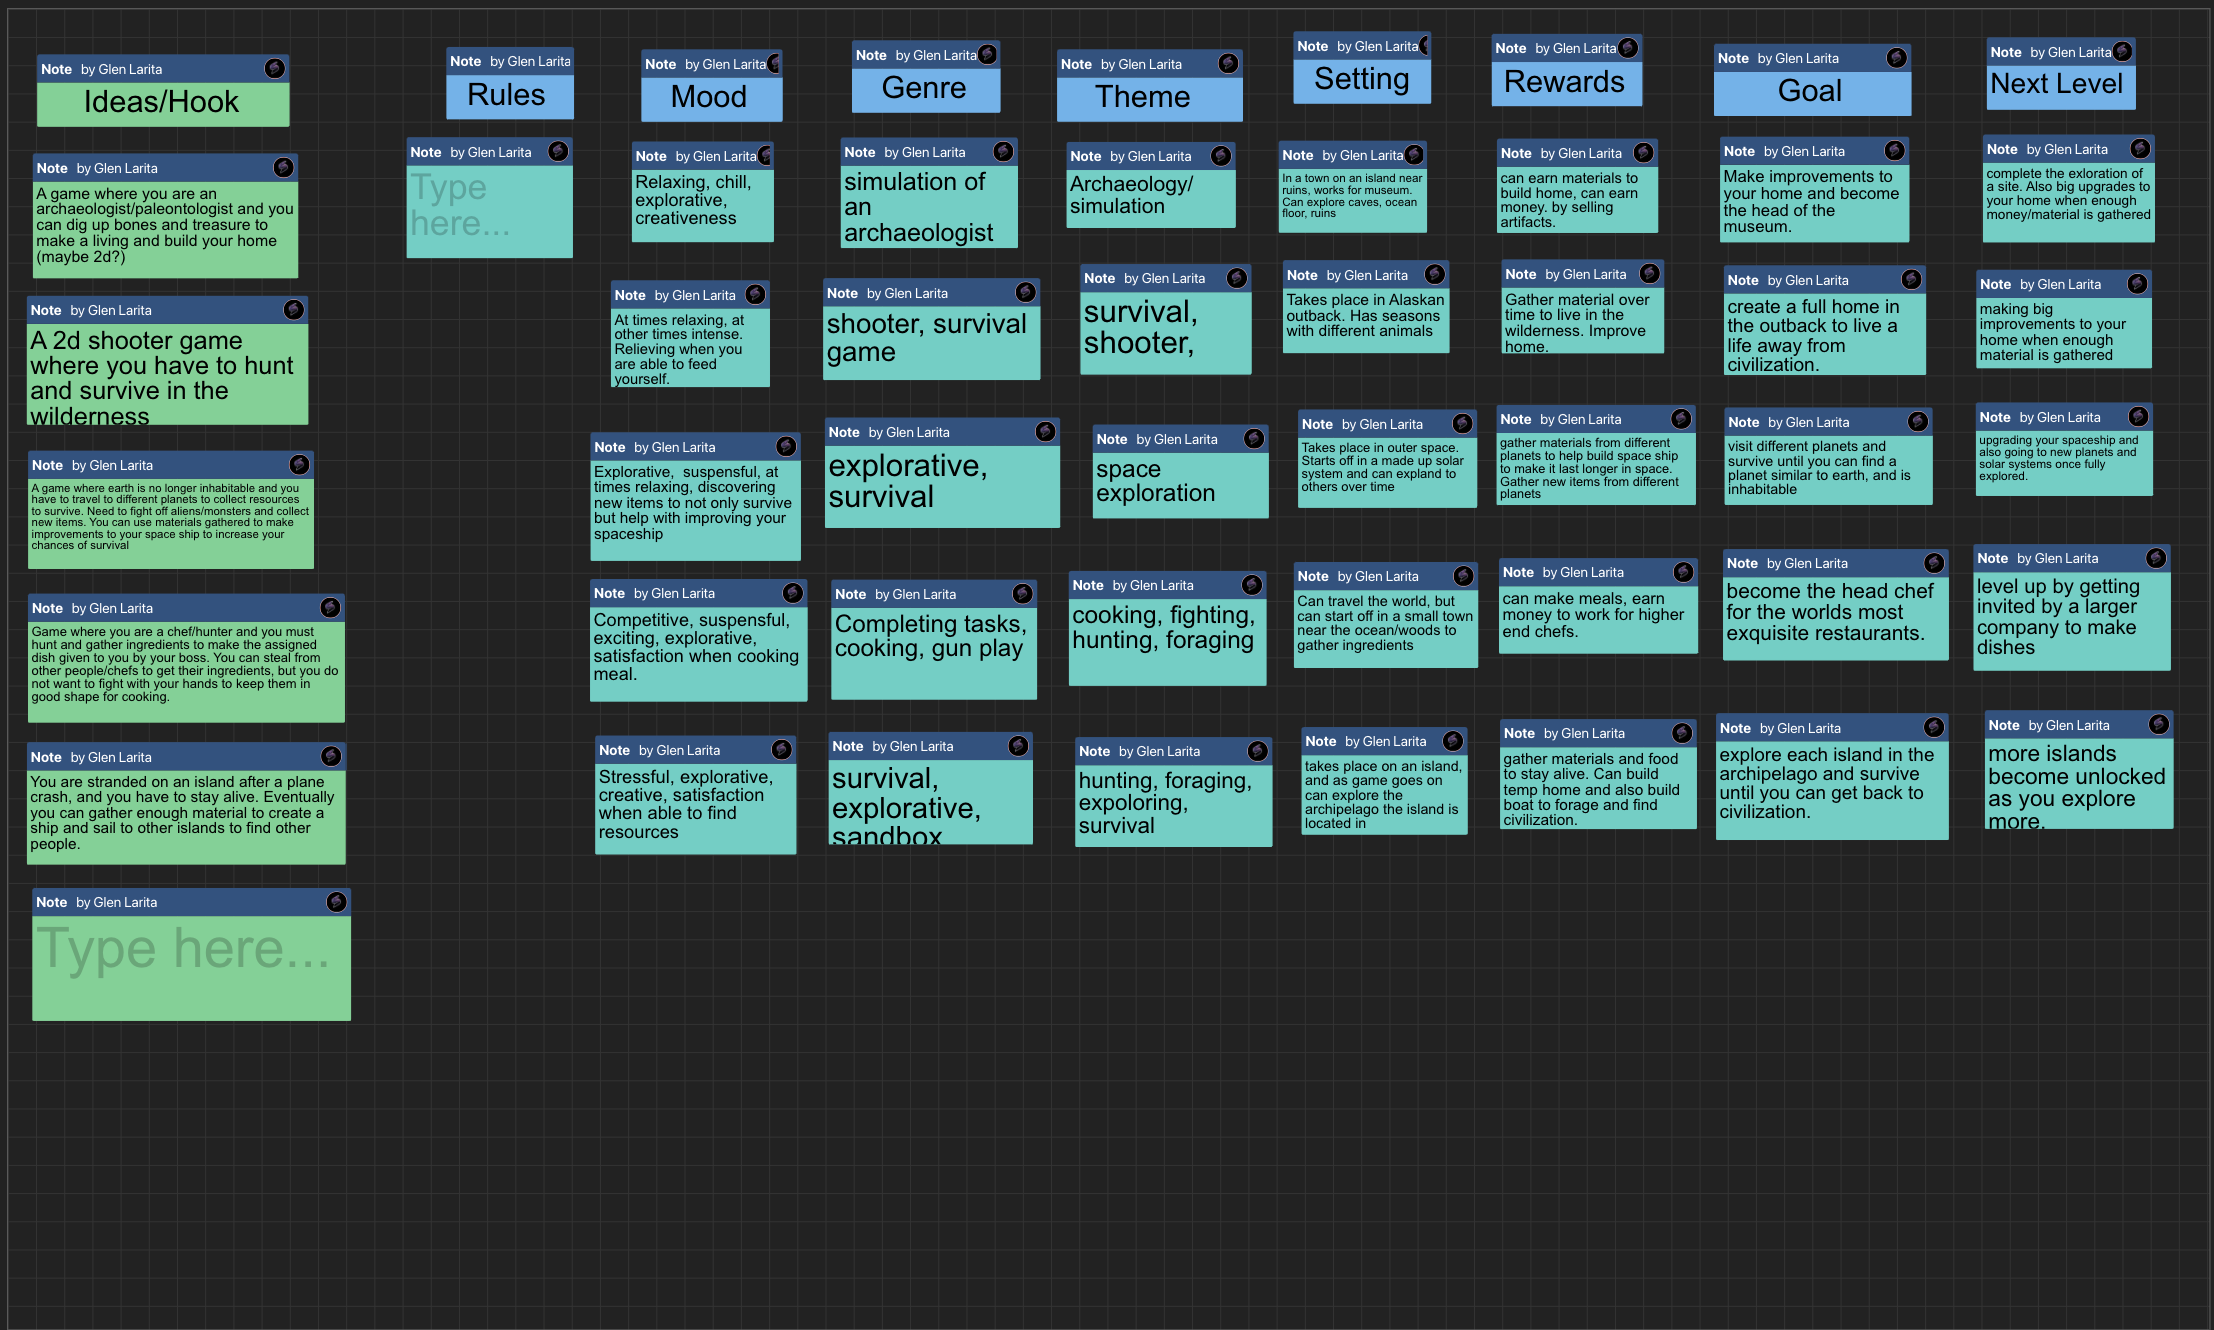 Note by Glen Larita
Ideas/Hook
Note by Glen Larita
Rules
Note by Glen Larita
Mood
Note by Glen Larita
Genre
Note by Glen Larita
Theme
Note by Glen Larita
Setting
Note by Glen Larita
Rewards
Note by Glen Larita
Goal
Note by Glen Larita
Next Level
Note by Glen Larita
A game where you are an
archaeologist/paleontologist and you
can dig up bones and treasure to
make a living and build your home
(maybe 2d?)
Note by Glen Larita
Type
here...
Note by Glen Larita
Relaxing, chill,
explorative,
creativeness
Note by Glen Larita
simulation of
an
archaeologist
Note by Glen Larita
Archaeology/
simulation
Note by Glen Larita
In a town on an island near
ruins, works for museum.
Can explore caves, ocean
floor, ruins
Note by Glen Larita
can earn materials to
build home, can earn
money. by selling
artifacts.
Note by Glen Larita
Make improvements to
your home and become
the head of the
museum.
Note by Glen Larita
complete the exloration of
a site. Also big upgrades to
your home when enough
money/material is gathered
Note by Glen Larita
A 2d shooter game
where you have to hunt
and survive in the
wilderness
Note by Glen Larita
At times relaxing, at
other times intense.
Relieving when you
are able to feed
yourself.
Note by Glen Larita
shooter, survival
game
Note by Glen Larita
survival,
shooter,
Note by Glen Larita
Takes place in Alaskan
outback. Has seasons
with different animals
Note by Glen Larita
Gather material over
time to live in the
wilderness. Improve
home.
Note by Glen Larita
create a full home in
the outback to live a
life away from
civilization.
Note by Glen Larita
making big
improvements to your
home when enough
material is gathered
Note by Glen Larita
A game where earth is no longer inhabitable and you
have to travel to different planets to collect resources
to survive. Need to fight off aliens/monsters and collect
new items. You can use materials gathered to make
improvements to your space ship to increase your
chances of survival
Note by Glen Larita
Explorative, suspensful, at
times relaxing, discovering
new items to not only survive
but help with improving your
spaceship
Note by Glen Larita
explorative,
survival
Note by Glen Larita
space
exploration
Note by Glen Larita
Takes place in outer space.
Starts off in a made up solar
system and can expland to
others over time
Note by Glen Larita
gather materials from different
planets to help build space ship
to make it last longer in space.
Gather new items from different
planets
Note by Glen Larita
visit different planets and
survive until you can find a
planet similar to earth, and is
inhabitable
Note by Glen Larita
upgrading your spaceship and
also going to new planets and
solar systems once fully
explored.
Note by Glen Larita
Game where you are a chef/hunter and you must
hunt and gather ingredients to make the assigned
dish given to you by your boss. You can steal from
other people/chefs to get their ingredients, but you do
not want to fight with your hands to keep them in
good shape for cooking.
Note by Glen Larita
Competitive, suspensful,
exciting, explorative,
satisfaction when cooking
meal.
Note by Glen Larita
Completing tasks,
cooking, gun play
Note by Glen Larita
cooking, fighting,
hunting, foraging
Note by Glen Larita
Can travel the world, but
can start off in a small town
near the ocean/woods to
gather ingredients
Note by Glen Larita
can make meals, earn
money to work for higher
end chefs.
Note by Glen Larita
become the head chef
for the worlds most
exquisite restaurants.
Note by Glen Larita
level up by getting
invited by a larger
company to make
dishes
Note by Glen Larita
You are stranded on an island after a plane
crash, and you have to stay alive. Eventually
you can gather enough material to create a
ship and sail to other islands to find other
people.
Note by Glen Larita
Stressful, explorative,
creative, satisfaction
when able to find
resources
Note by Glen Larita
survival,
explorative,
sandbox
Note by Glen Larita
hunting, foraging,
expoloring,
survival
Note by Glen Larita
takes place on an island,
and as game goes on
can explore the
archipelago the island is
located in
Note by Glen Larita
gather materials and food
to stay alive. Can build
temp home and also build
boat to forage and find
civilization.
Note by Glen Larita
explore each island in the
archipelago and survive
until you can get back to
civilization.
Note by Glen Larita
more islands
become unlocked
as you explore
more.
Note by Glen Larita
Type here...